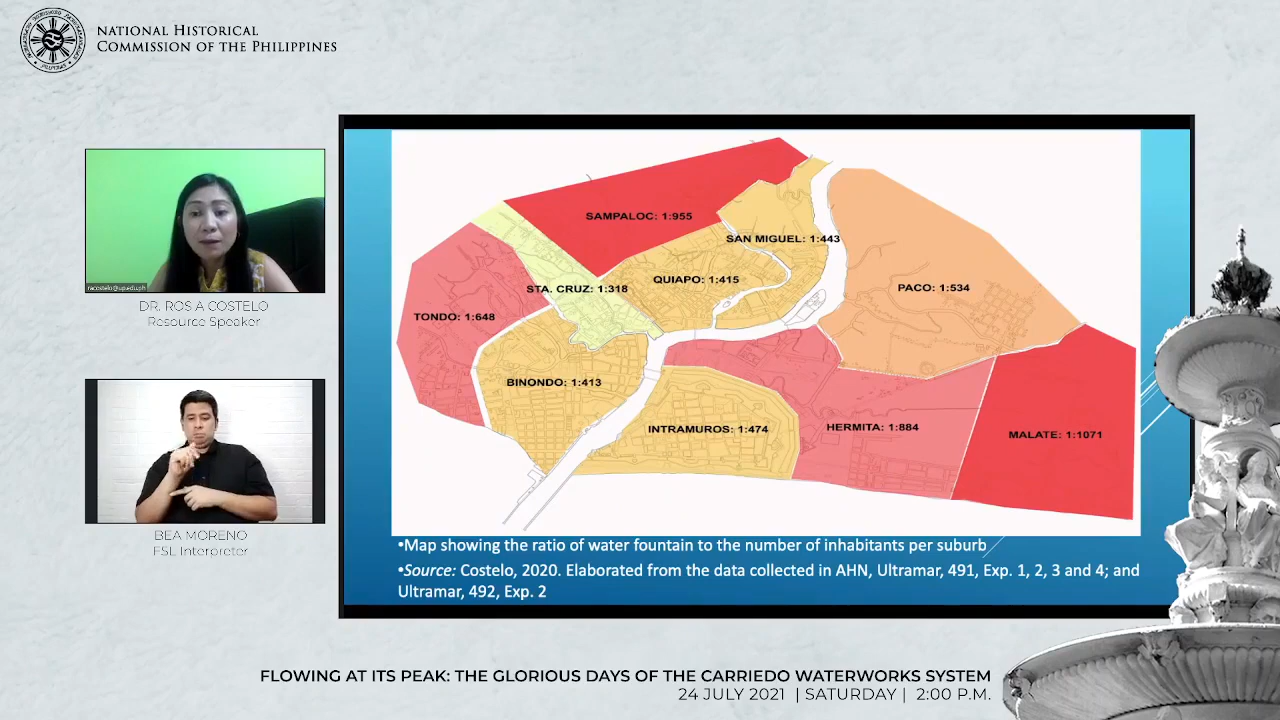 NATIONAL HISTORICAL
COMMISSION OF THE PHILIPPINES
racostelo@up.edu.ph
DR. ROS A COSTELO
Resource Speaker
BEA MORENO
FSL Interpreter
SAMPALOC: 1:955
SAN MIGUEL: 1:443
QUIAPO: 1:415
STA. CRUZ: 1:318
PACO: 1:534
TONDO: 1:648
BINONDO: 1:413
INTRAMUROS: 1:474
HERMITA: 1:884
MALATE: 1:1071
•Map showing the ratio of water fountain to the number of inhabitants per suburb
•Source: Costelo, 2020. Elaborated from the data collected in AHN, Ultramar, 491, Exp. 1, 2, 3 and 4; and
Ultramar, 492, Exp. 2
FLOWING AT ITS PEAK: THE GLORIOUS DAYS OF THE CARRIEDO WATERWORKS SYSTEM
24 JULY 2021 | SATURDAY | 2:00 P.M.